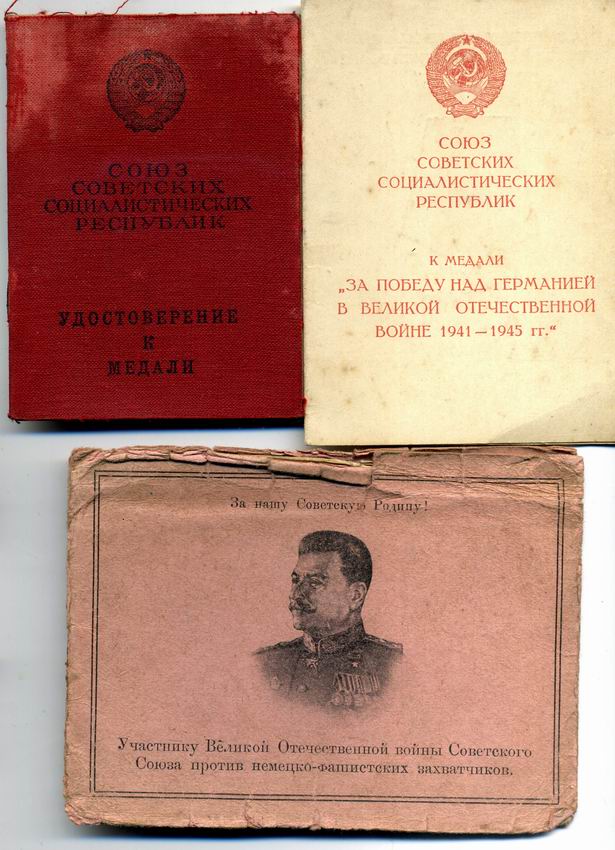 СОЮЗ
СОВЕТСКИХ
СОЦИАЛИСТИЧЕСКИХ
РЕСПУБЛИК
УДОСТОВЕРЕНИЕ
К
МЕДАЛИ
СОЮЗ
СОВЕТСКИХ
СОЦИАЛИСТИЧЕСКИХ
РЕСПУБЛИК
К МЕДАЛИ
„ЗА ПОБЕДУ НАД ГЕРМАНИЕЙ
В ВЕЛИКОЙ ОТЕЧЕСТВЕННОЙ
ВОЙНЕ 1941—1945 гг.“
За нашу Советскую Родину!
Участнику Великой Отечественной войны Советского
Союза против немецко-фашистских захватчиков.